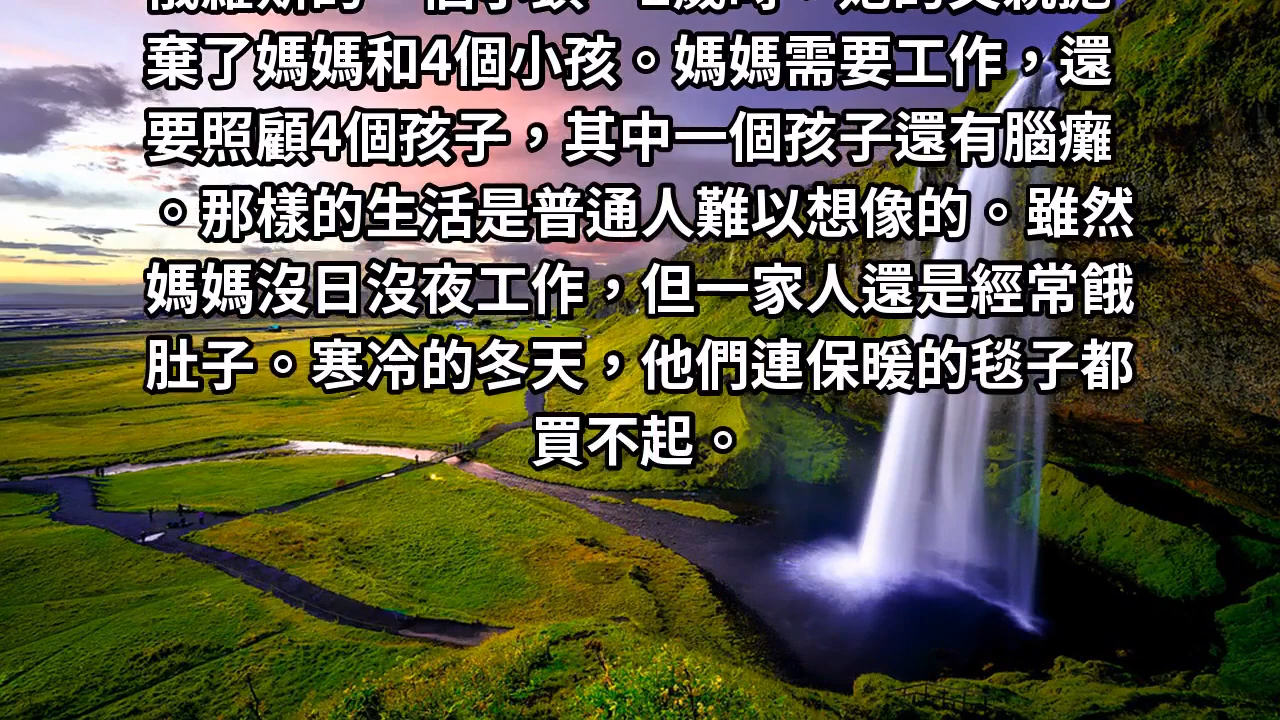 棄了媽媽和4個小孩。媽媽需要工作，還
要照顧4個孩子，其中一個孩子還有腦癱
。那樣的生活是普通人難以想像的。雖然
媽媽沒日沒夜工作，但一家人還是經常餓
肚子。寒冷的冬天，他們連保暖的毯子都
買不起。